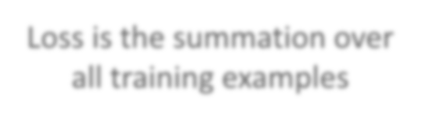 Loss is the summation over
all training examples